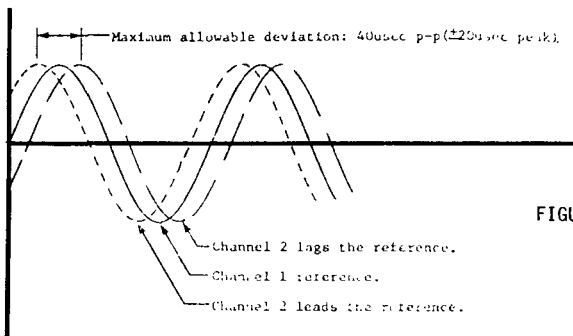 Maximum allowable deviation: 40usec p-p(±20usec peak).
FIGU
Channel 2 lags the reference.
Channel 1 reference.
Channel 2 leads the reference.